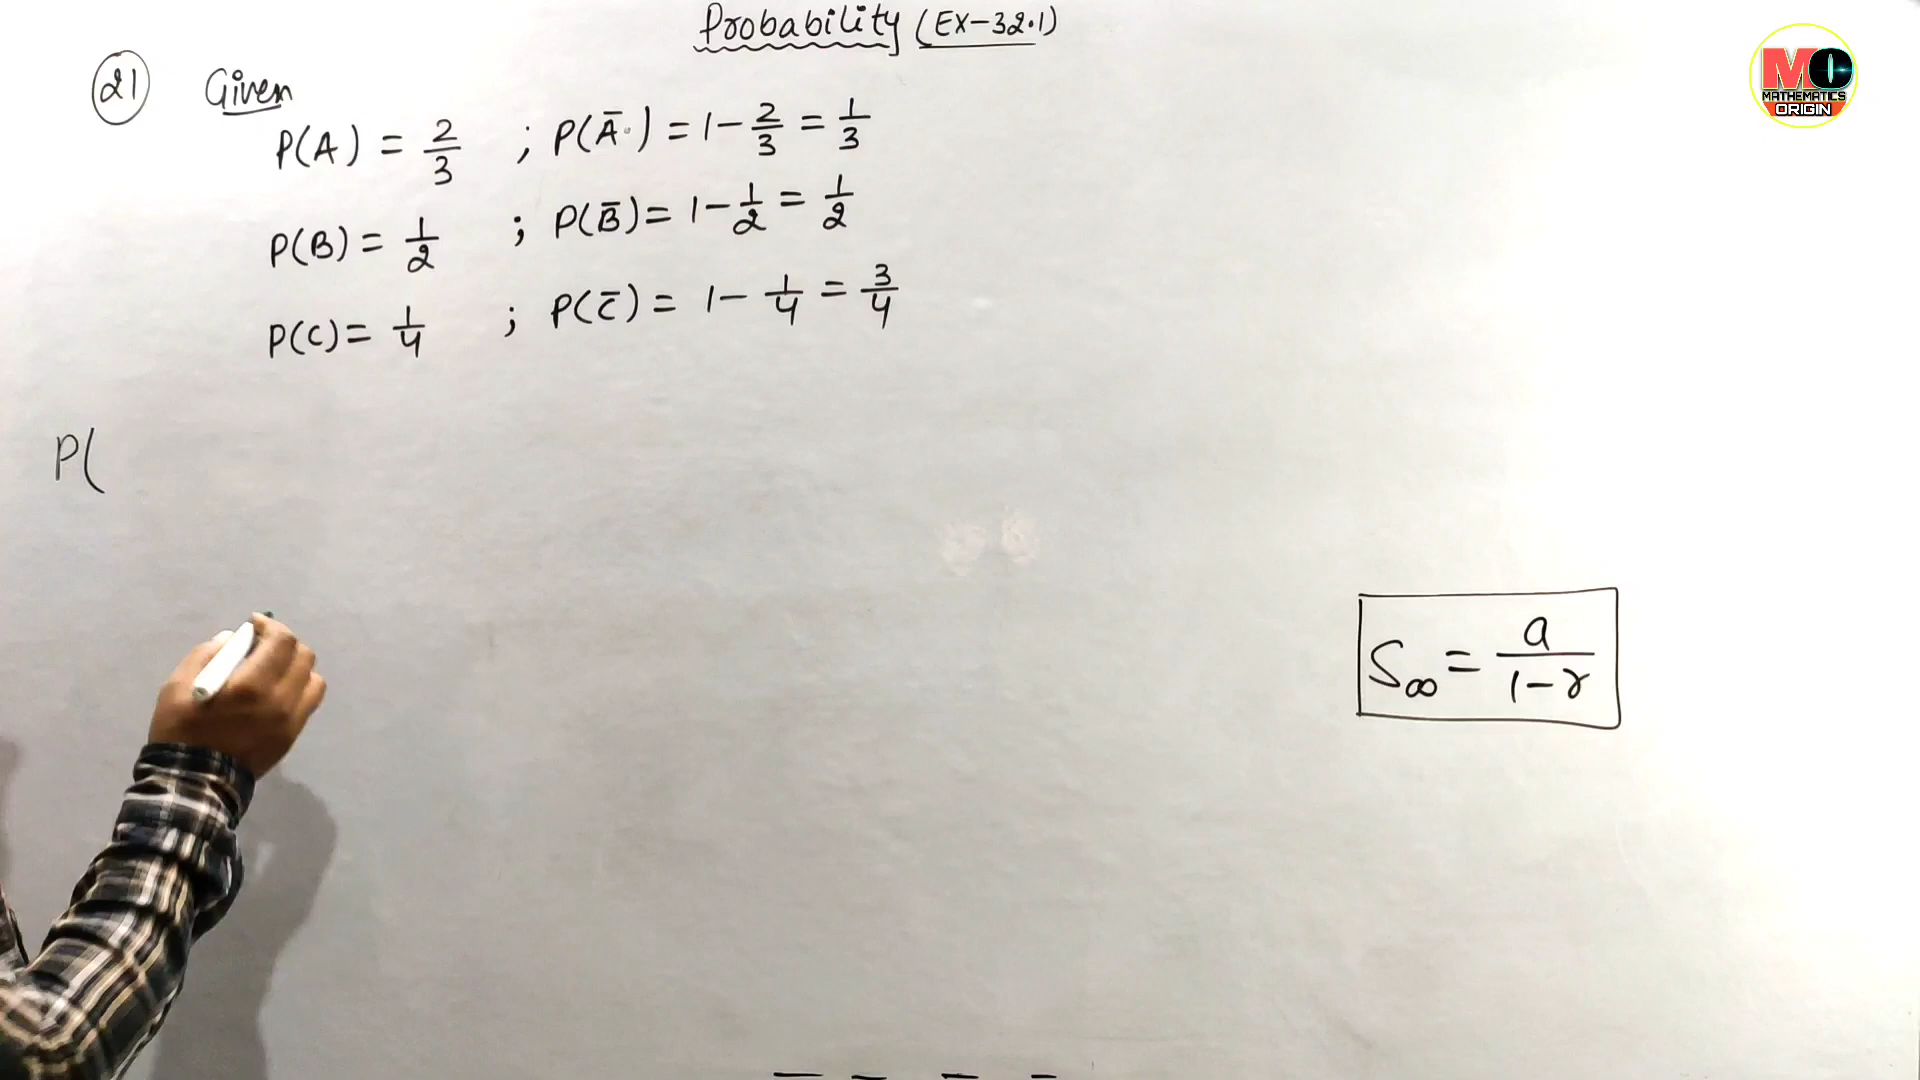 Probability (EX-32.1)
MO
MATHEMATICS
ORIGIN
21 Given
P(A) = 2/3 ; P(Ā) = 1 - 2/3 = 1/3
P(B) = 1/2 ; P(B̄) = 1 - 1/2 = 1/2
P(C) = 1/4 ; P(c̄) = 1 - 1/4 = 3/4
P(
S∞ = a/(1-r)